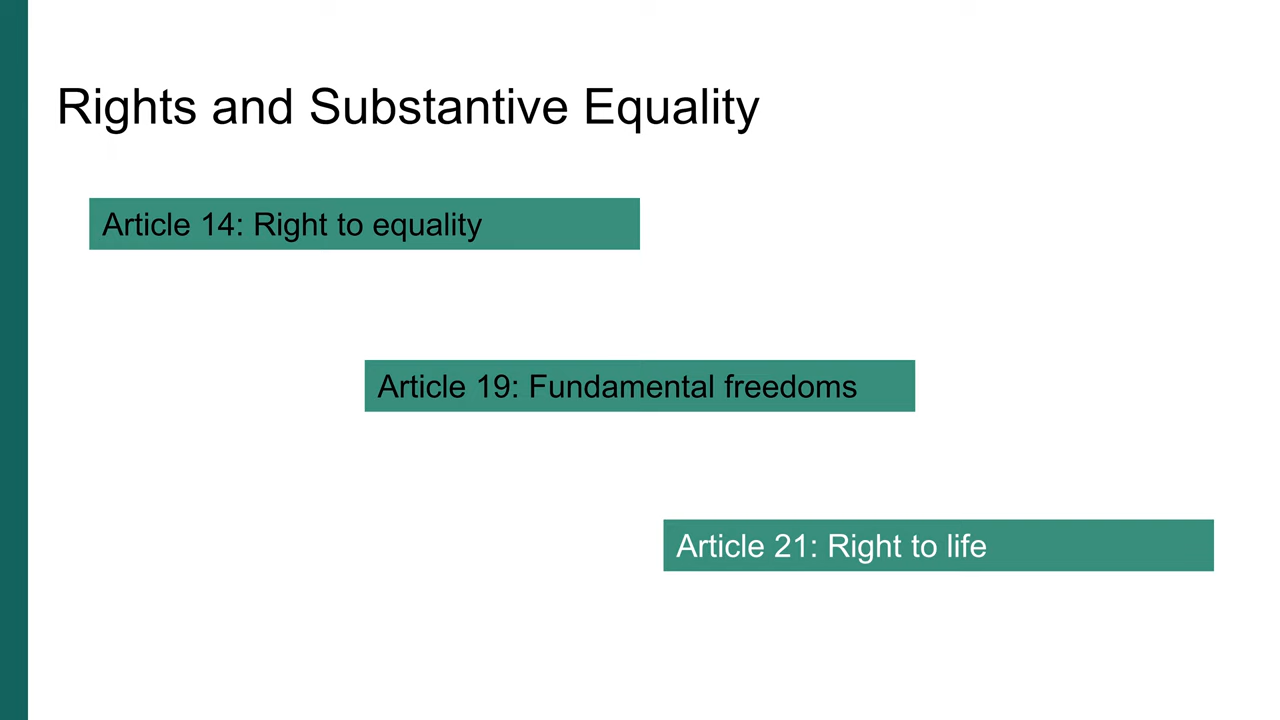 Rights and Substantive Equality
Article 14: Right to equality
Article 19: Fundamental freedoms
Article 21: Right to life